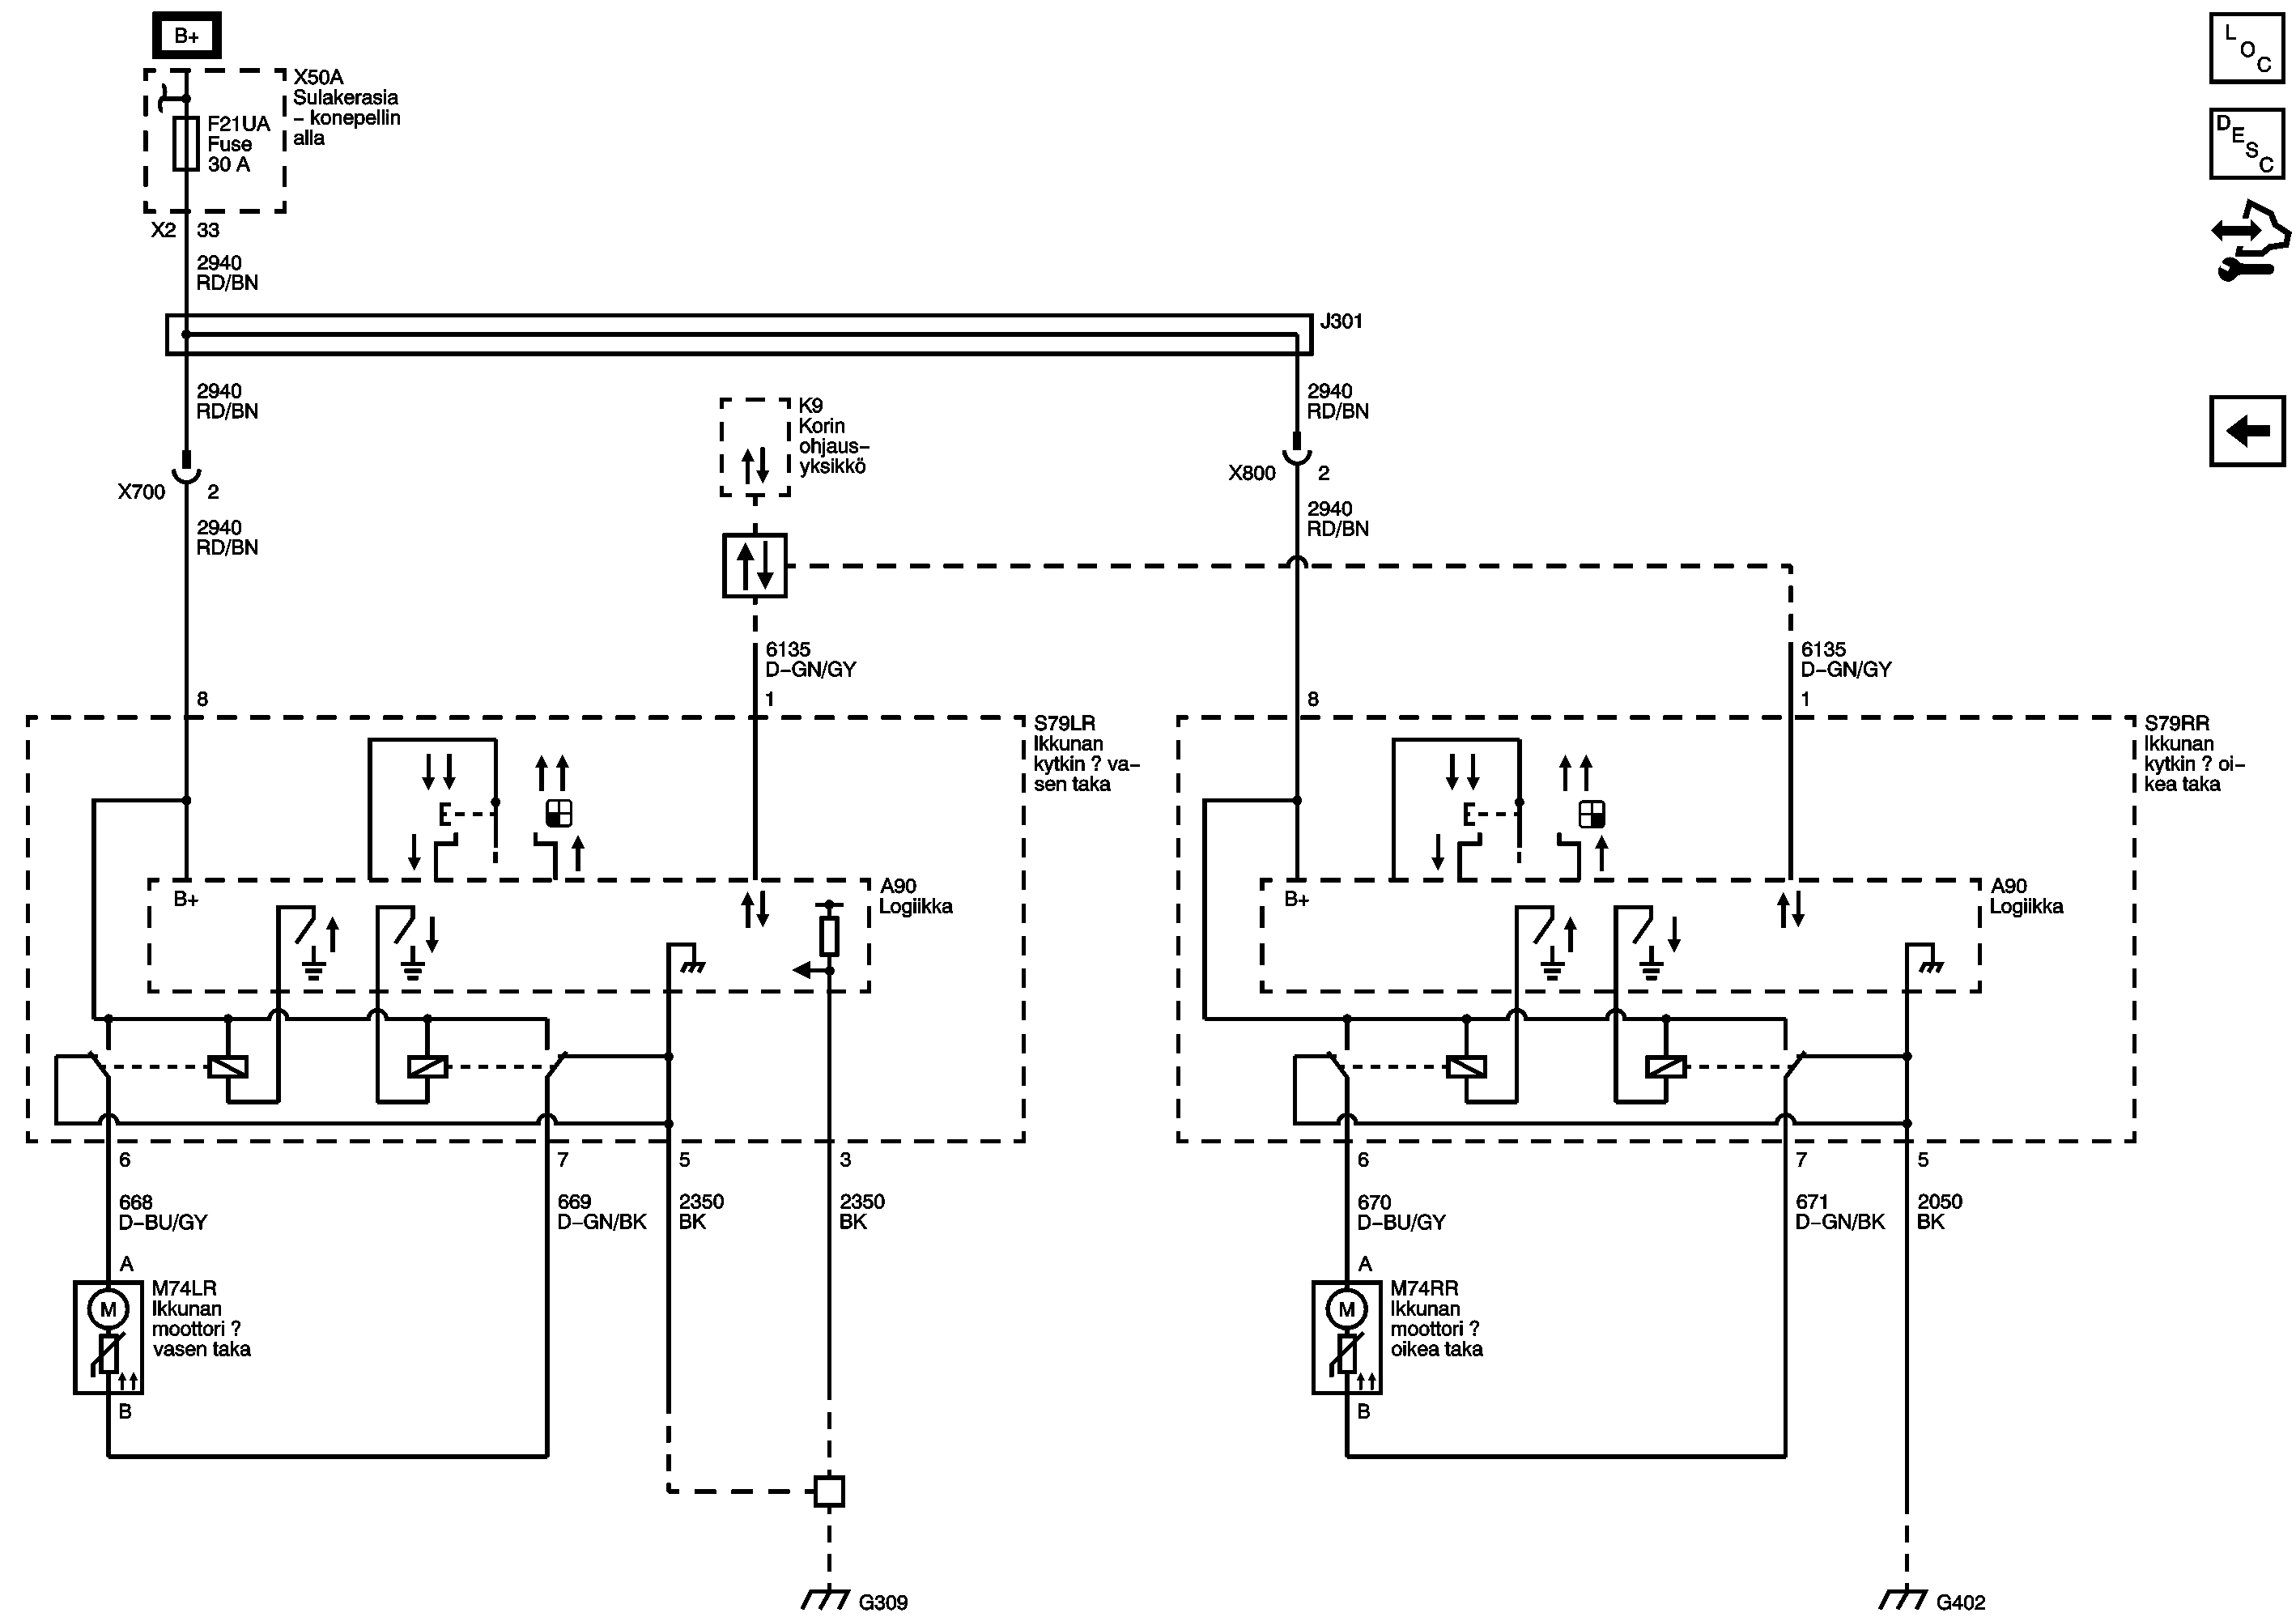 B+
X50A
Sulakerasia
– konepellin
alla
F21UA
Fuse
30 A
X2 33
2940
RD/BN
J301
2940
RD/BN
X700 2
2940
RD/BN
K9
Korin
ohjaus–
yksikkö
2940
RD/BN
X800 2
2940
RD/BN
6135
D–GN/GY
6135
D–GN/GY
8
1
8
1
S79LR
Ikkunan
kytkin ? va–
sen taka
S79RR
Ikkunan
kytkin ? oi–
kea taka
B+
A90
Logiikka
B+
A90
Logiikka
6
7
5
3
6
7
5
668
D–BU/GY
669
D–GN/BK
2350
BK
2350
BK
670
D–BU/GY
671
D–GN/BK
2050
BK
A
M
M74LR
Ikkunan
moottori ?
vasen taka
B
A
M
M74RR
Ikkunan
moottori ?
oikea taka
B
G309
G402
LOC
DESC